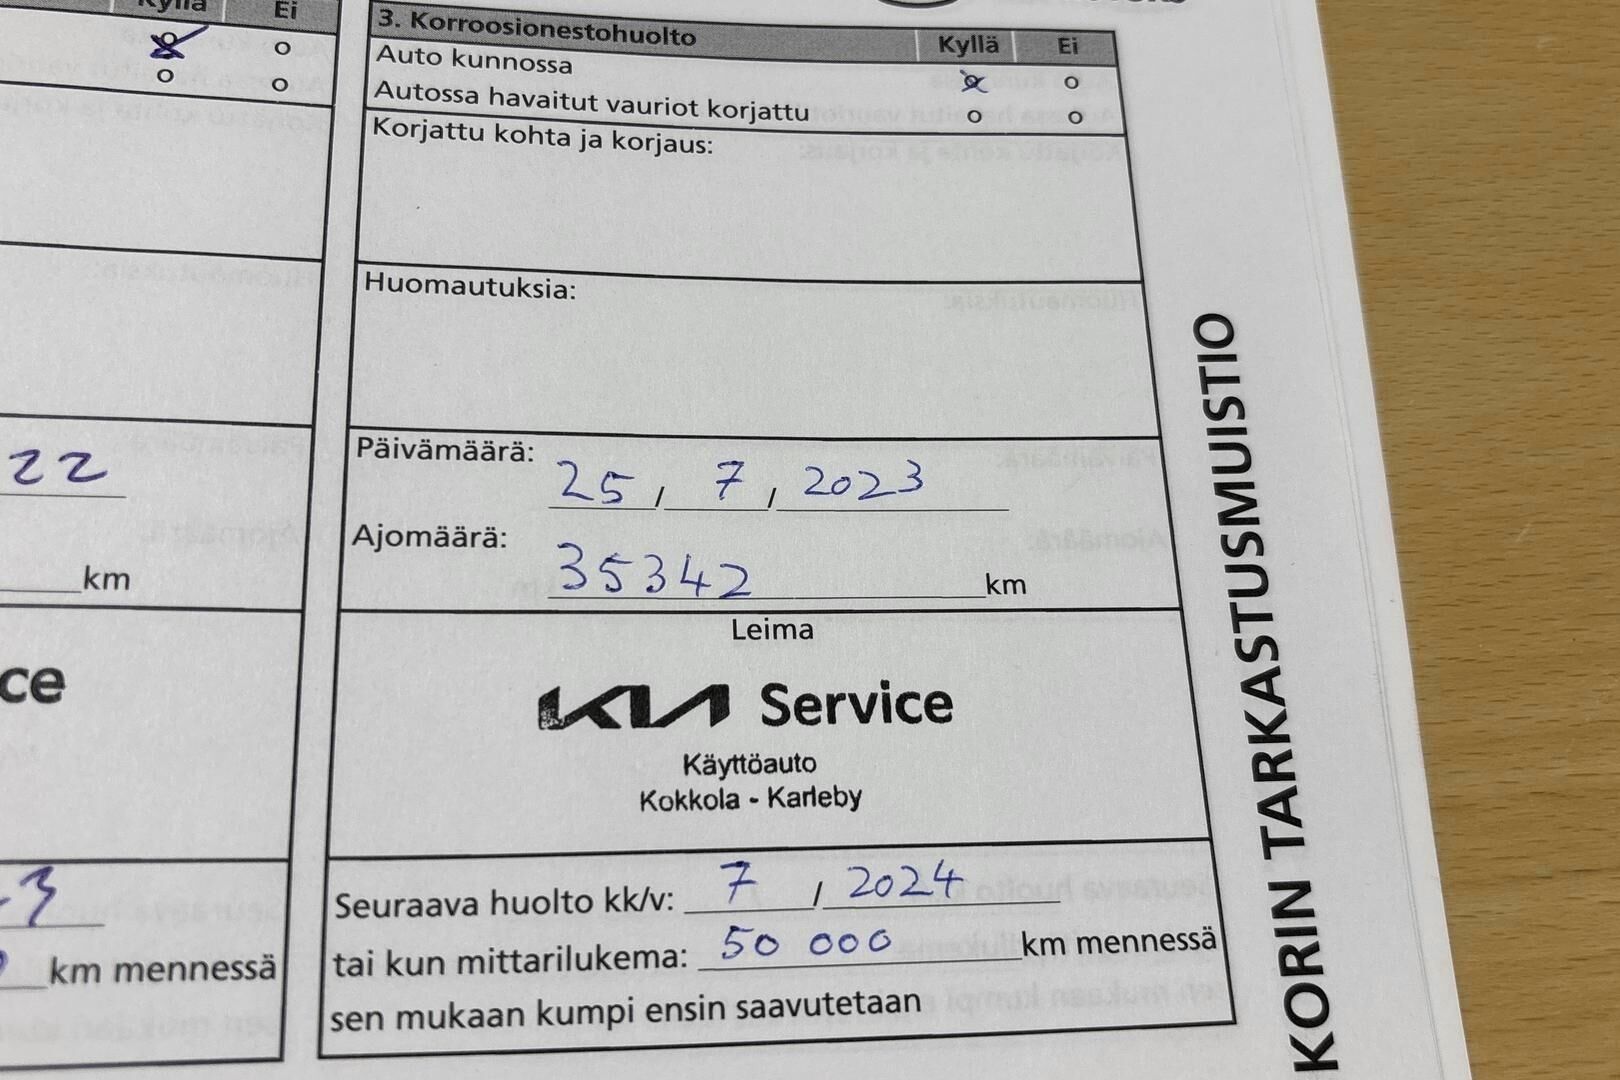 Kyllä Ei
22
km
ce
3
km mennessä
3. Korroosionestohuolto Kyllä Ei
Auto kunnossa
Autossa havaitut vauriot korjattu
Korjattu kohta ja korjaus:
Huomautuksia:
Päivämäärä: 25 / 7 / 2023
Ajomäärä: 35342 km
Leima
KIA Service
Käyttöauto
Kokkola - Karleby
Seuraava huolto kk/v: 7 / 2024
tai kun mittarilukema: 50 000 km mennessä
sen mukaan kumpi ensin saavutetaan
KORIN TARKASTUSMUISTIO